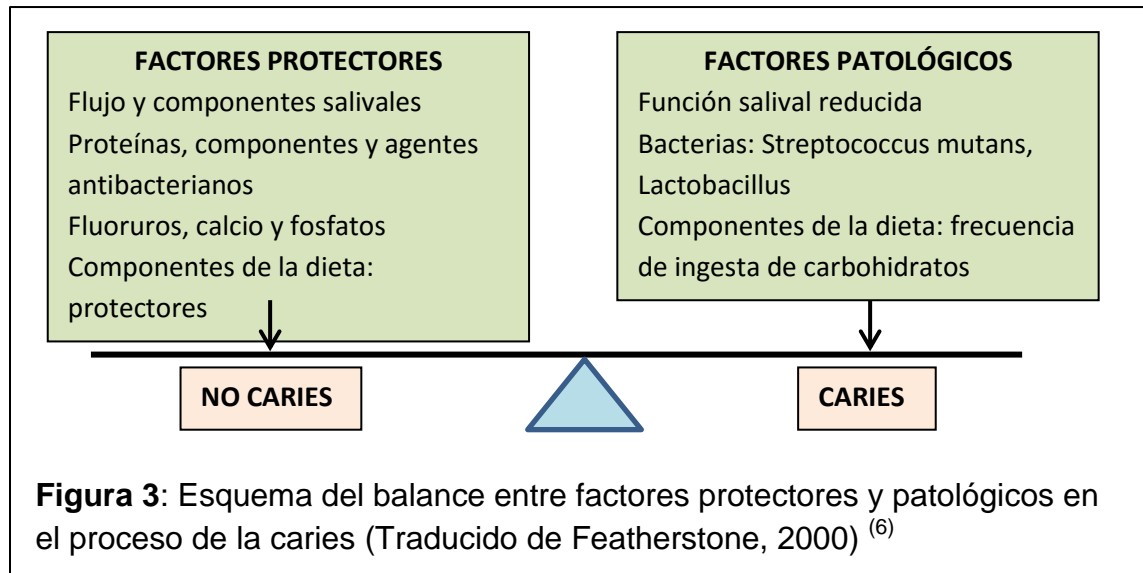 FACTORES PROTECTORES
Flujo y componentes salivales
Proteínas, componentes y agentes
antibacterianos
Fluoruros, calcio y fosfatos
Componentes de la dieta:
protectores
FACTORES PATOLÓGICOS
Función salival reducida
Bacterias: Streptococcus mutans,
Lactobacillus
Componentes de la dieta: frecuencia
de ingesta de carbohidratos
NO CARIES
CARIES
Figura 3: Esquema del balance entre factores protectores y patológicos en
el proceso de la caries (Traducido de Featherstone, 2000) (6)